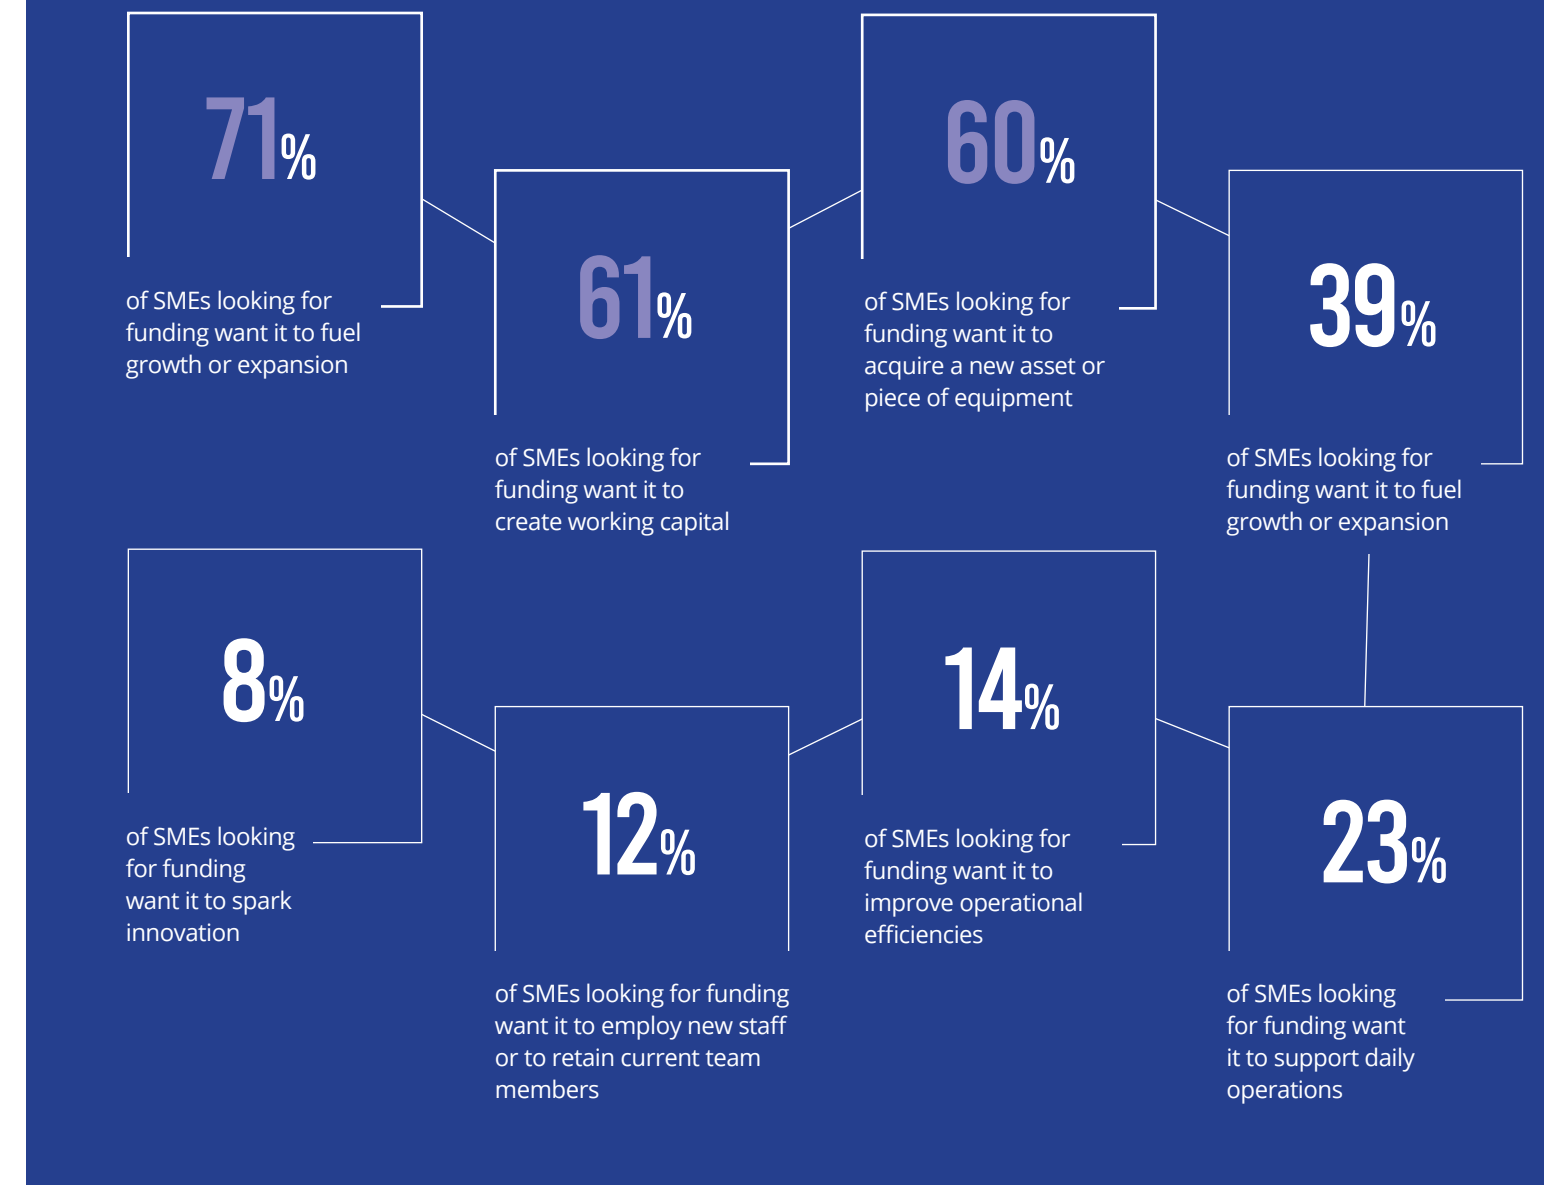 71%
of SMEs looking for
funding want it to fuel
growth or expansion
61%
of SMEs looking for
funding want it to
create working capital
60%
of SMEs looking for
funding want it to
acquire a new asset or
piece of equipment
39%
of SMEs looking for
funding want it to fuel
growth or expansion
8%
of SMEs looking
for funding
want it to spark
innovation
12%
of SMEs looking for funding
want it to employ new staff
or to retain current team
members
14%
of SMEs looking for
funding want it to
improve operational
efficiencies
23%
of SMEs looking
for funding want
it to support daily
operations